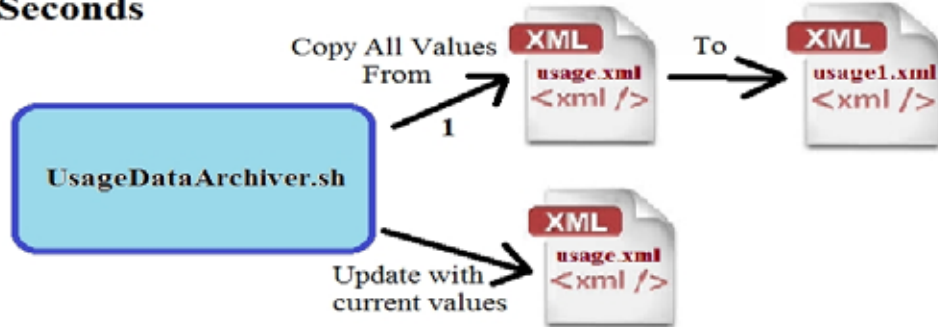 Seconds
Copy All Values
From
1
XML
usage.xml
<xml />
To
XML
usage1.xml
<xml />
UsageDataArchiver.sh
Update with
current values
XML
usage.xml
<xml />